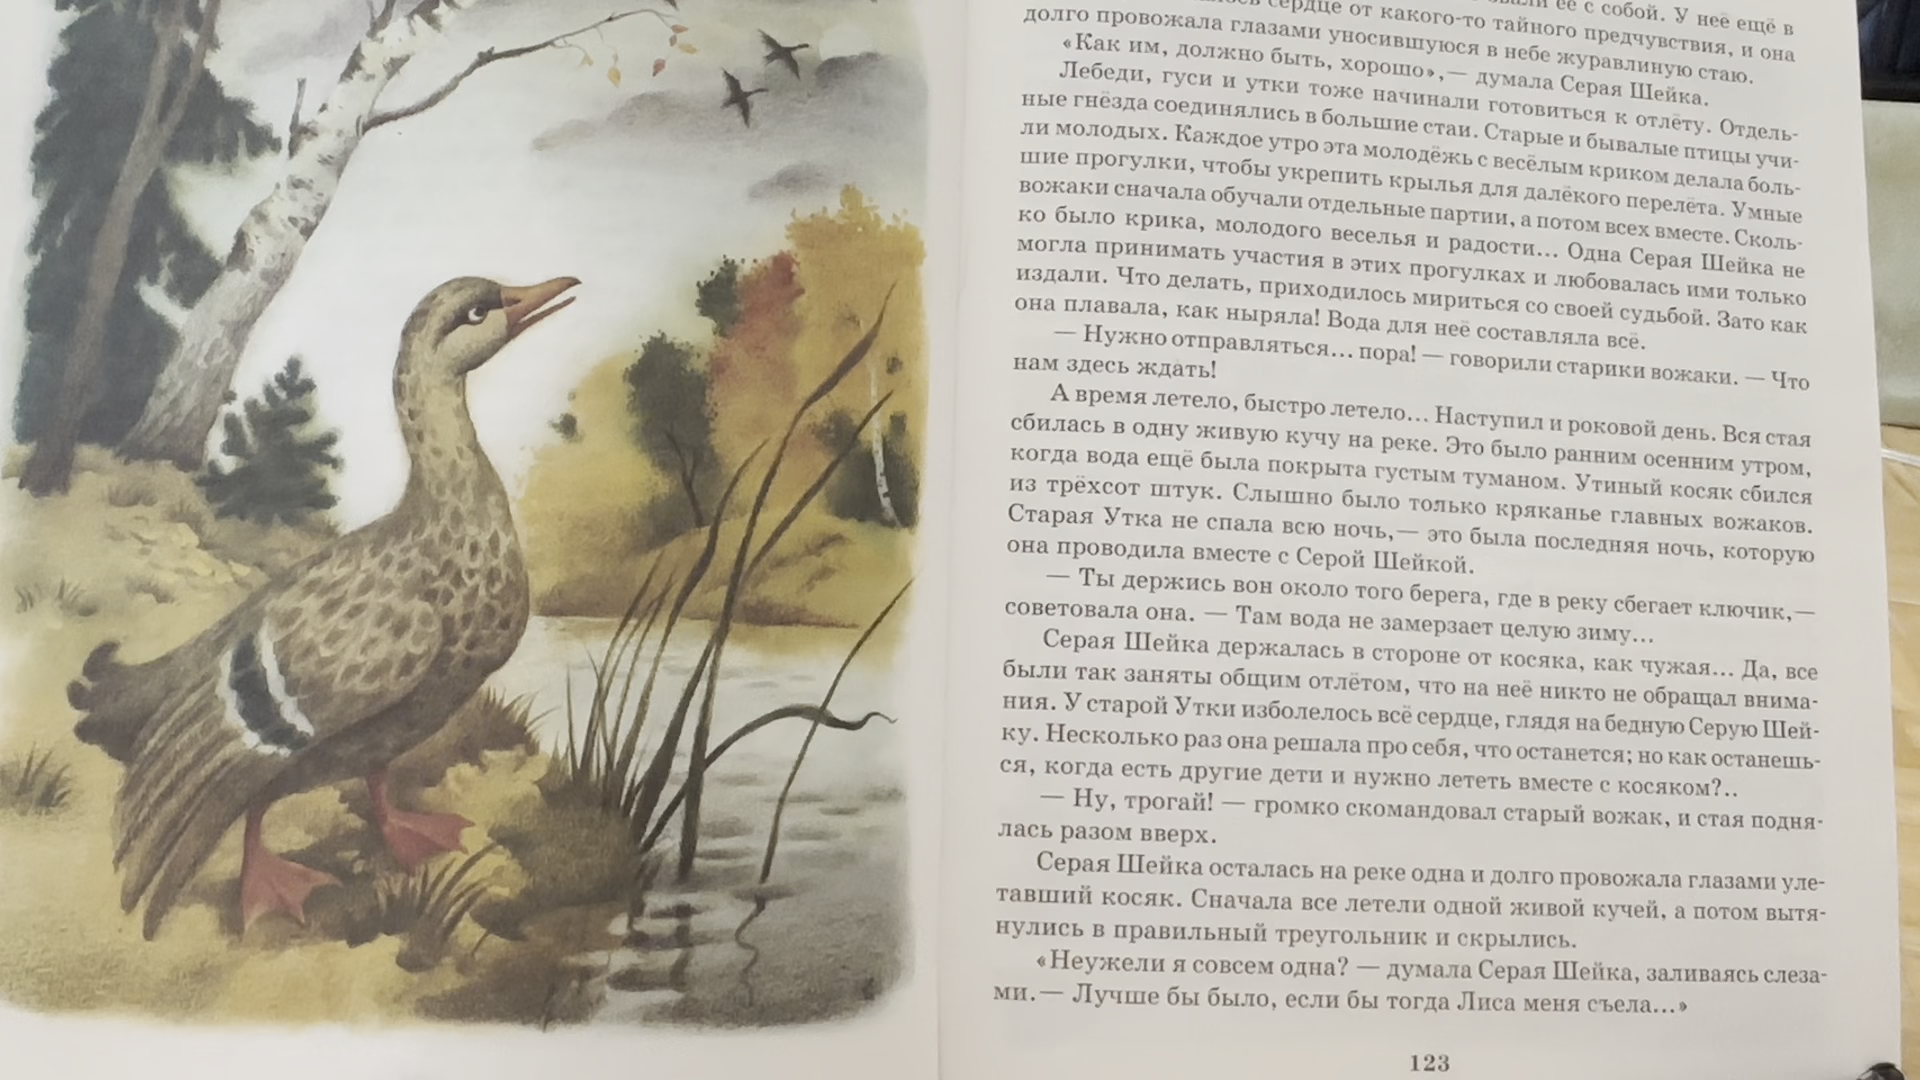 ее с собой. У неё ещё в
сердце от какого-то тайного предчувствия, и она
долго провожала глазами уносившуюся в небе журавлиную стаю.
«Как им, должно быть, хорошо»,— думала Серая Шейка.
Лебеди, гуси и утки тоже начинали готовиться к отлёту. Отдель-
ные гнёзда соединялись в большие стаи. Старые и бывалые птицы учи-
ли молодых. Каждое утро эта молодёжь с весёлым криком делала боль-
шие прогулки, чтобы укрепить крылья для далёкого перелёта. Умные
вожаки сначала обучали отдельные партии, а потом всех вместе. Сколь-
ко было крика, молодого веселья и радости... Одна Серая Шейка не
могла принимать участия в этих прогулках и любовалась ими только
издали. Что делать, приходилось мириться со своей судьбой. Зато как
она плавала, как ныряла! Вода для неё составляла всё.
— Нужно отправляться... пора! — говорили старики вожаки. — Что
нам здесь ждать!
А время летело, быстро летело... Наступил и роковой день. Вся стая
сбилась в одну живую кучу на реке. Это было ранним осенним утром,
когда вода ещё была покрыта густым туманом. Утиный косяк сбился
из трёхсот штук. Слышно было только кряканье главных вожаков.
Старая Утка не спала всю ночь,— это была последняя ночь, которую
она проводила вместе с Серой Шейкой.
— Ты держись вон около того берега, где в реку сбегает ключик,—
советовала она. — Там вода не замерзает целую зиму...
Серая Шейка держалась в стороне от косяка, как чужая... Да, все
были так заняты общим отлётом, что на неё никто не обращал внима-
ния. У старой Утки изболелось всё сердце, глядя на бедную Серую Шей-
ку. Несколько раз она решала про себя, что останется; но как останешь-
ся, когда есть другие дети и нужно лететь вместе с косяком?..
— Ну, трогай! — громко скомандовал старый вожак, и стая подня-
лась разом вверх.
Серая Шейка осталась на реке одна и долго провожала глазами уле-
тавший косяк. Сначала все летели одной живой кучей, а потом вытя-
нулись в правильный треугольник и скрылись.
«Неужели я совсем одна? — думала Серая Шейка, заливаясь слеза-
ми.— Лучше бы было, если бы тогда Лиса меня съела...»
123